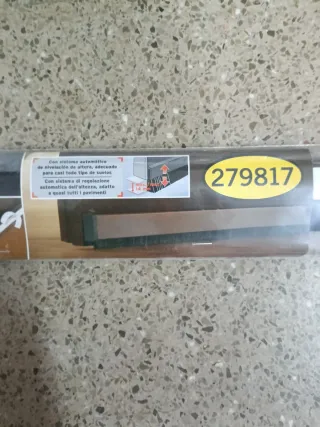 Con sistema automático
de nivelación de altura, adecuado
para casi todo tipo de suelos
Con sistema di regolazione
automatica dell'altezza, adatto
a quasi tutti i pavimenti
279817